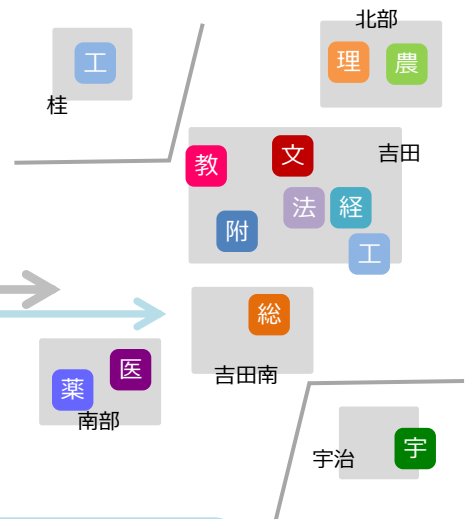 北部
理
農
工
桂
吉田
文
教
法
経
附
工
総
吉田南
医
薬
南部
宇
宇治